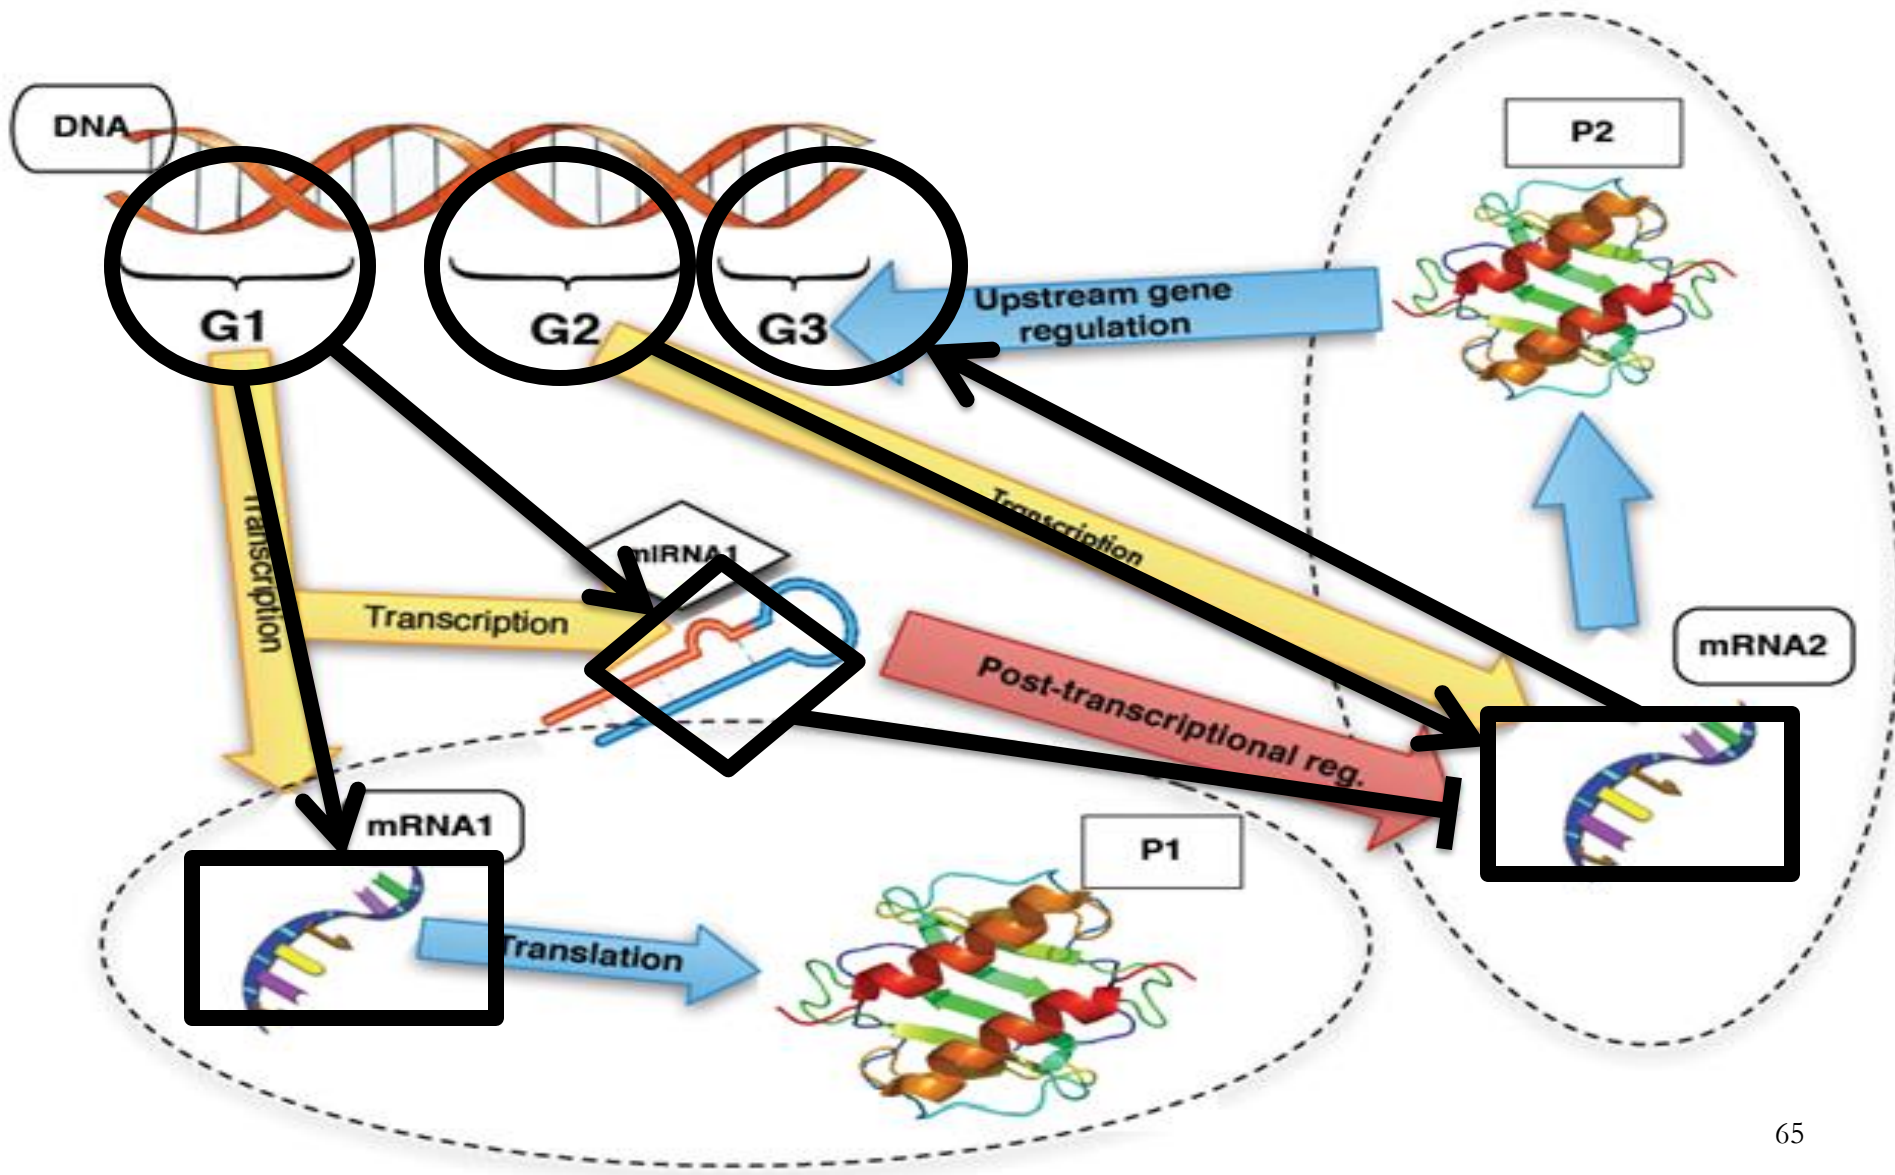 DNA
P2
G1
G2
G3
Upstream gene
regulation
Transcription
Transcription
miRNA1
Transcription
mRNA2
Post-transcriptional reg.
mRNA1
P1
Translation
65